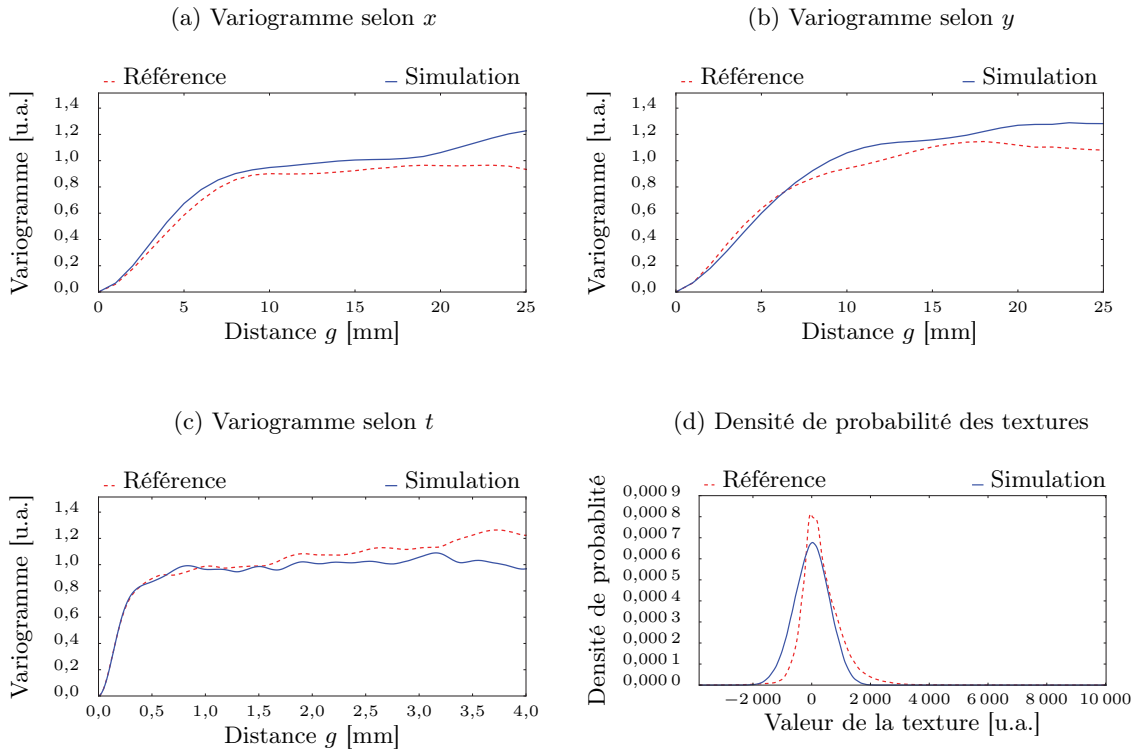 (a) Variogramme selon x
Référence
Simulation
Variogramme [u.a.]
1,4
1,2
1,0
0,8
0,6
0,4
0,2
0,0
0 5 10 15 20 25
Distance g [mm]
(b) Variogramme selon y
Référence
Simulation
Variogramme [u.a.]
1,4
1,2
1,0
0,8
0,6
0,4
0,2
0,0
0 5 10 15 20 25
Distance g [mm]
(c) Variogramme selon t
Référence
Simulation
Variogramme [u.a.]
1,4
1,2
1,0
0,8
0,6
0,4
0,2
0,0
0,0 0,5 1,0 1,5 2,0 2,5 3,0 3,5 4,0
Distance g [mm]
(d) Densité de probabilité des textures
Référence
Simulation
Densité de probablité
0,000 9
0,000 8
0,000 7
0,000 6
0,000 5
0,000 4
0,000 3
0,000 2
0,000 1
0,000 0
−2 000 0 2 000 4 000 6 000 8 000 10 000
Valeur de la texture [u.a.]